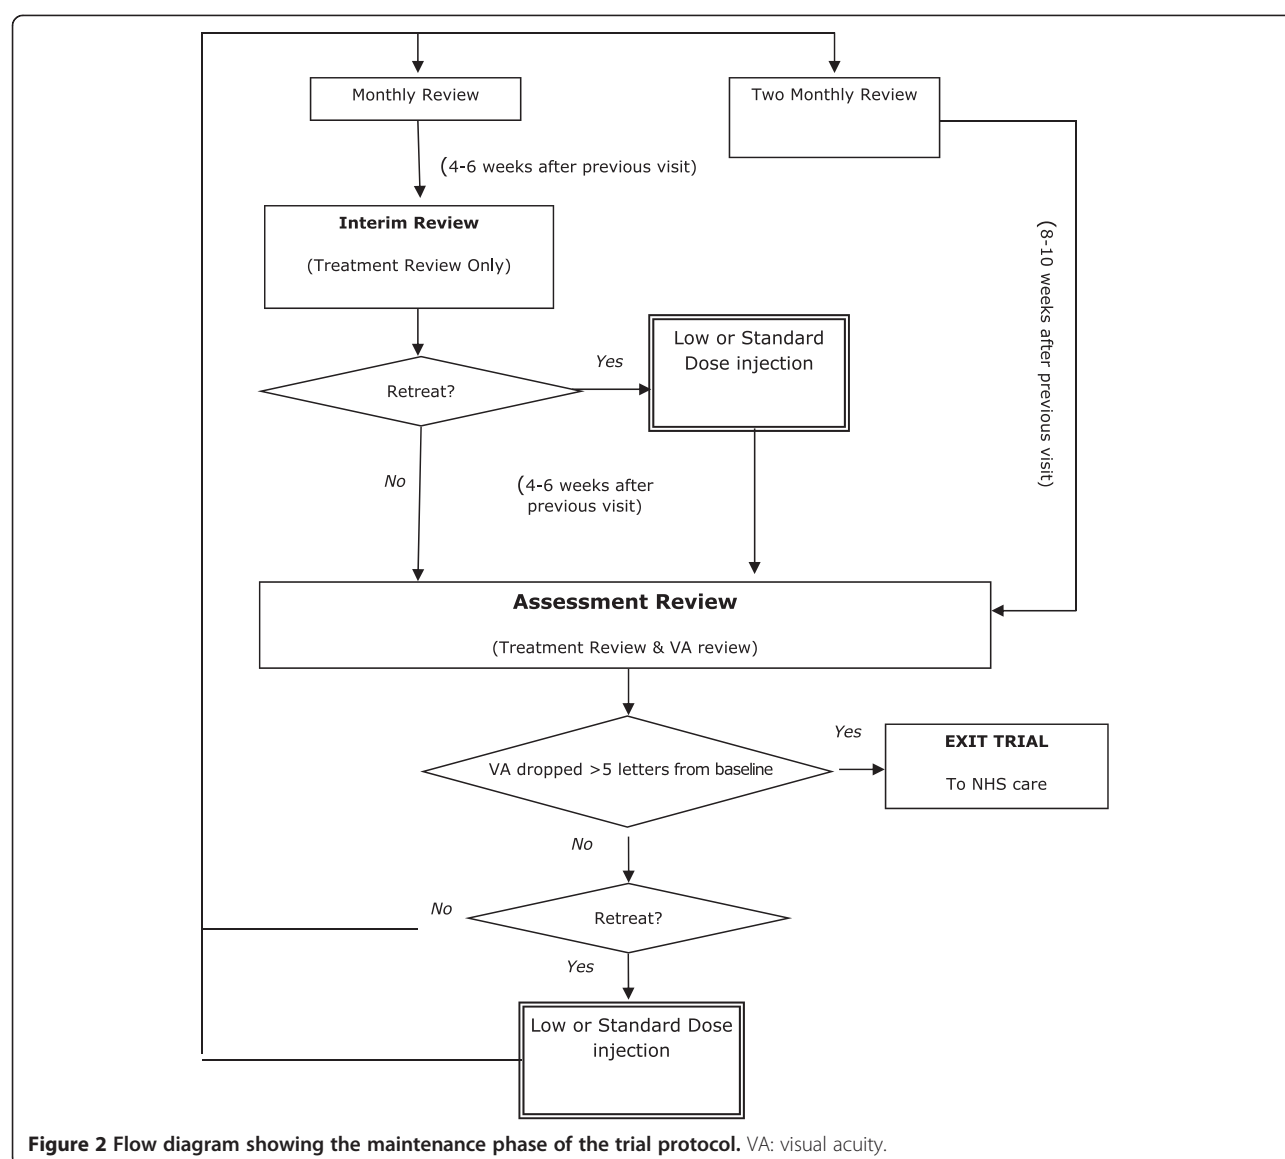 Monthly Review
Two Monthly Review
(4-6 weeks after previous visit)
Interim Review
(Treatment Review Only)
(8-10 weeks after previous visit)
Low or Standard
Dose injection
Yes
Retreat?
No
(4-6 weeks after
previous visit)
Assessment Review
(Treatment Review & VA review)
VA dropped >5 letters from baseline
Yes
EXIT TRIAL
To NHS care
No
No
Retreat?
Yes
Low or Standard Dose
injection
Figure 2 Flow diagram showing the maintenance phase of the trial protocol. VA: visual acuity.